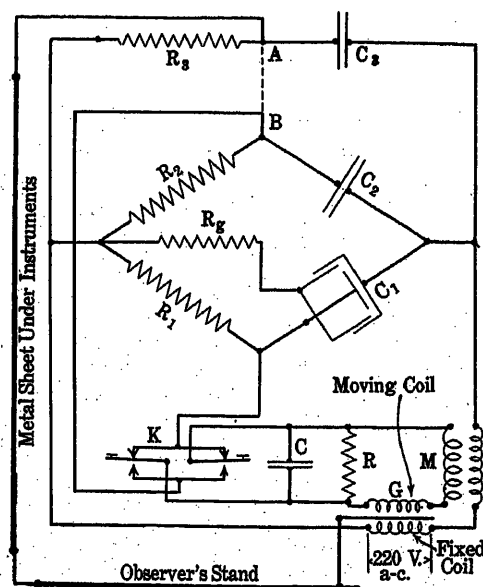 R₃
A
C₃
B
R₂
C₂
Rg
C₁
R₁
Metal Sheet Under Instruments
Moving Coil
K
C
R
M
G
220 V.
a-c.
Fixed
Coil
Observer's Stand